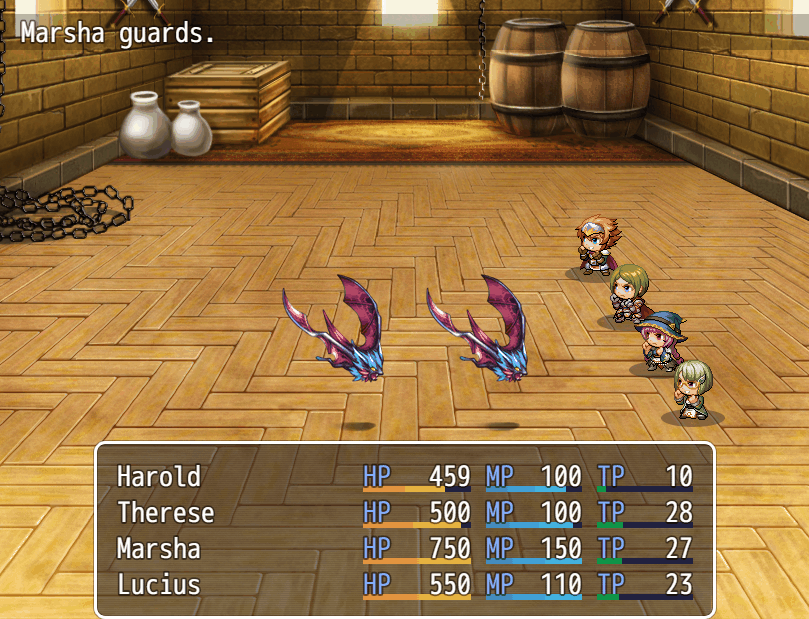 Marsha guards.
Harold HP 459 MP 100 TP 10
Therese HP 500 MP 100 TP 28
Marsha HP 750 MP 150 TP 27
Lucius HP 550 MP 110 TP 23